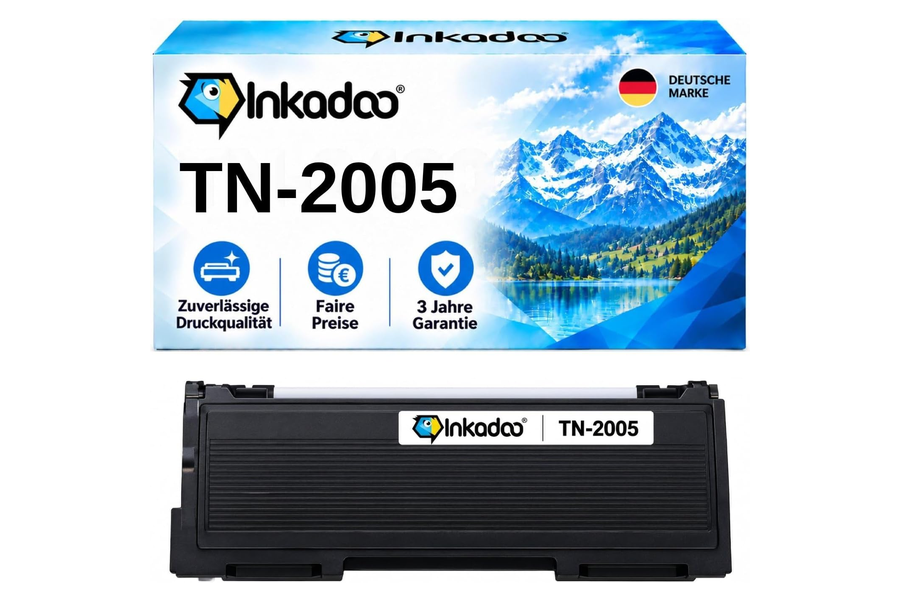 Inkadoo
Inkadoo®
DEUTSCHE
MARKE
TN-2005
Zuverlässige
Druckqualität
Faire
Preise
3 Jahre
Garantie
Inkadoo® | TN-2005